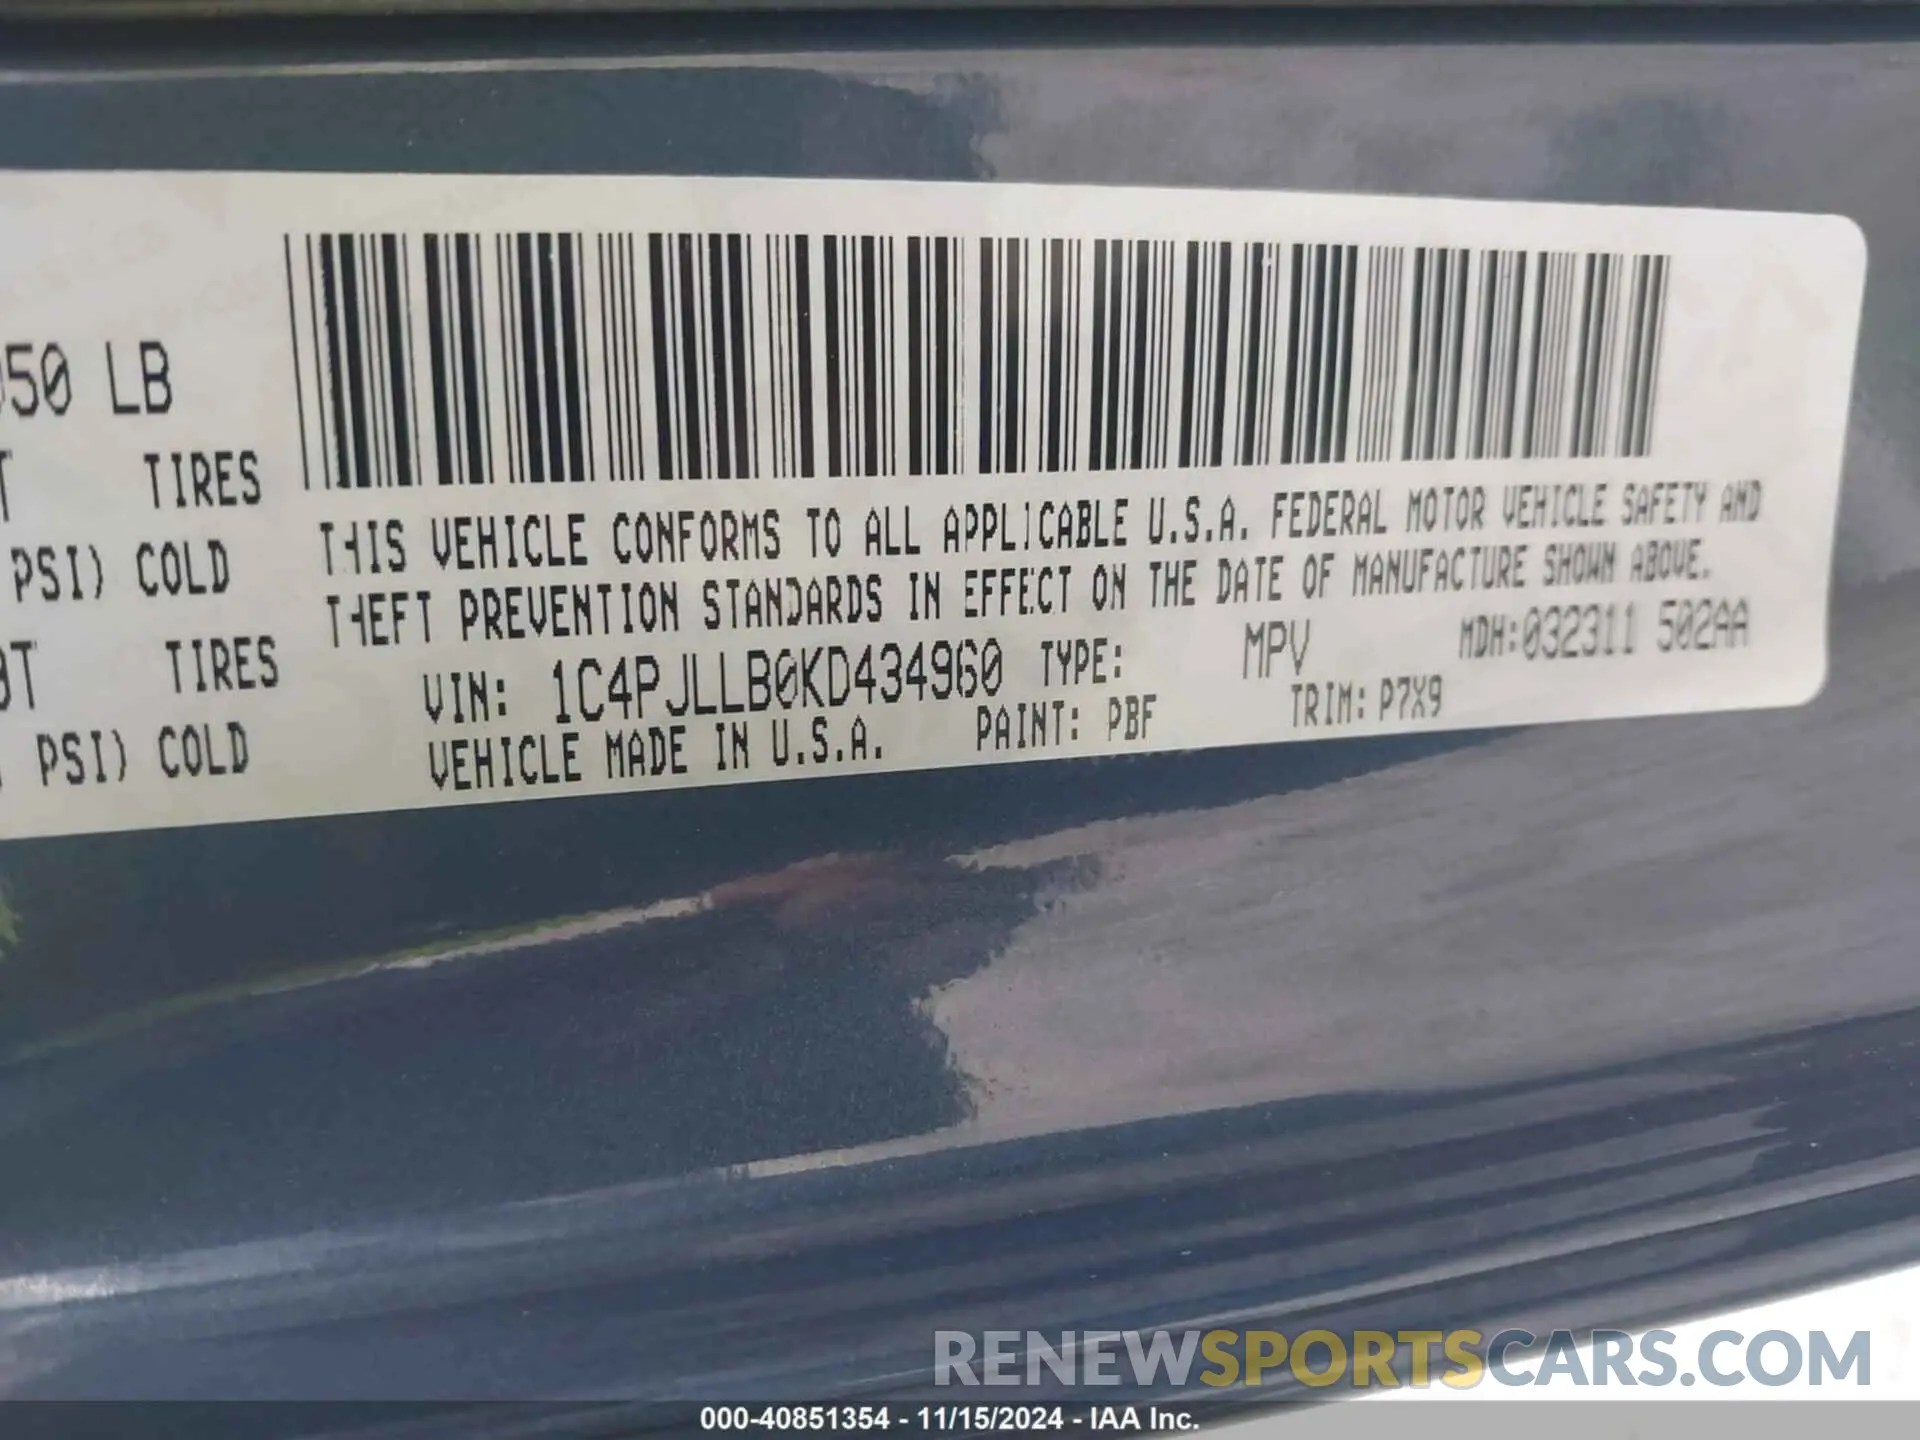 50 LB
TIRES
PSI) COLD
TIRES
PSI) COLD
THIS VEHICLE CONFORMS TO ALL APPLICABLE U.S.A. FEDERAL MOTOR VEHICLE SAFETY AND
THEFT PREVENTION STANDARDS IN EFFECT ON THE DATE OF MANUFACTURE SHOWN ABOVE.
VIN: 1C4PJLLB0KD434960 TYPE: MPV MDH:032311 502AA
VEHICLE MADE IN U.S.A. PAINT: PBF TRIM: P7X9
RENEWSPORTSCARS.COM
000-40851354 - 11/15/2024 - IAA Inc.